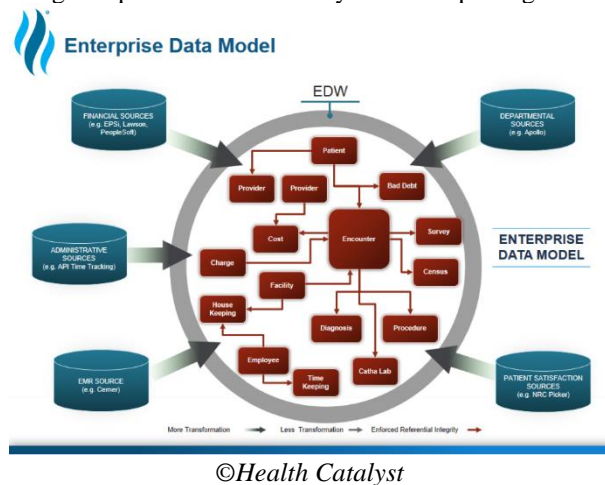 Enterprise Data Model
EDW
FINANCIAL SOURCES
(e.g. EPSi, Lawson,
PeopleSoft)
DEPARTMENTAL
SOURCES
(e.g. Apollo)
Patient
Provider
Provider
Bad Debt
Cost
Encounter
Survey
ADMINISTRATIVE
SOURCES
(e.g. API Time Tracking)
Charge
Census
ENTERPRISE
DATA MODEL
Facility
House
Keeping
Diagnosis
Procedure
Employee
Time
Keeping
Catha Lab
EMR SOURCE
(e.g. Cerner)
PATIENT SATISFACTION
SOURCES
(e.g. NRC Picker)
More Transformation
Less Transformation
Enforced Referential Integrity
©Health Catalyst